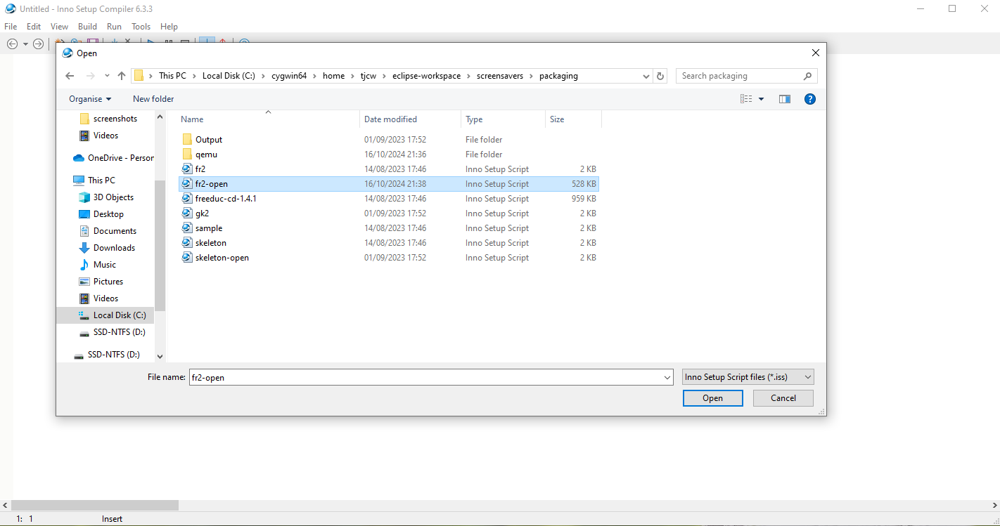 Untitled - Inno Setup Compiler 6.3.3
File Edit View Build Run Tools Help
Open
This PC > Local Disk (C:) > cygwin64 > home > tjcw > eclipse-workspace > screensavers > packaging
Search packaging
Organise New folder
Name Date modified Type Size
screenshots
Videos
OneDrive - Person
This PC
3D Objects
Desktop
Documents
Downloads
Music
Pictures
Videos
Local Disk (C:)
SSD-NTFS (D:)
SSD-NTFS (D:)
Output 01/09/2023 17:52 File folder
qemu 16/10/2024 21:36 File folder
fr2 14/08/2023 17:46 Inno Setup Script 2 KB
fr2-open 16/10/2024 21:38 Inno Setup Script 528 KB
freeduc-cd-1.4.1 14/08/2023 17:46 Inno Setup Script 959 KB
gk2 01/09/2023 17:52 Inno Setup Script 2 KB
sample 14/08/2023 17:46 Inno Setup Script 2 KB
skeleton 14/08/2023 17:46 Inno Setup Script 2 KB
skeleton-open 01/09/2023 17:52 Inno Setup Script 2 KB
File name: fr2-open Inno Setup Script files (*.iss)
Open Cancel
1: 1 Insert